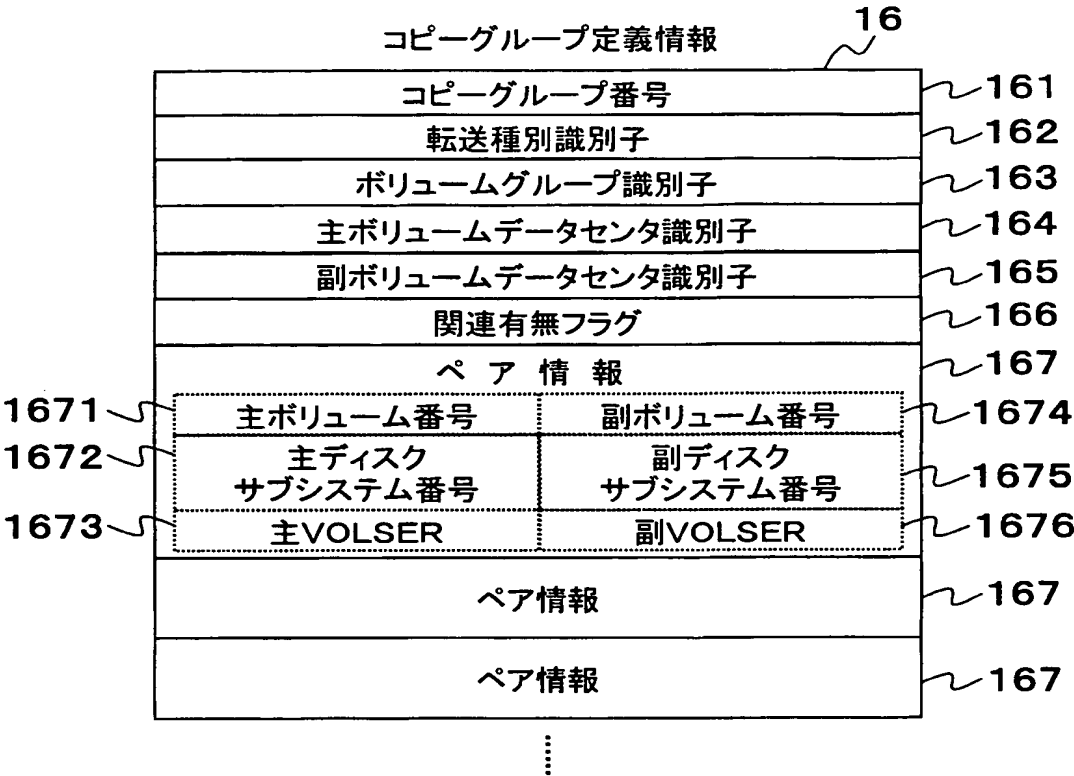 16
コピーグループ定義情報
コピーグループ番号 161
転送種別識別子 162
ボリュームグループ識別子 163
主ボリュームデータセンタ識別子 164
副ボリュームデータセンタ識別子 165
関連有無フラグ 166
ペア情報 167
1671 主ボリューム番号 副ボリューム番号 1674
1672 主ディスク 副ディスク
サブシステム番号 サブシステム番号 1675
1673 主VOLSER 副VOLSER 1676
ペア情報 167
ペア情報 167